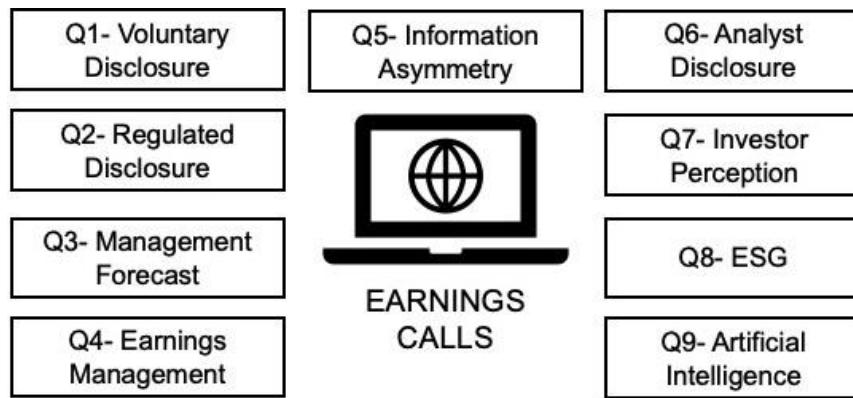 Q1- Voluntary
Disclosure
Q2- Regulated
Disclosure
Q3- Management
Forecast
Q4- Earnings
Management
Q5- Information
Asymmetry
EARNINGS
CALLS
Q6- Analyst
Disclosure
Q7- Investor
Perception
Q8- ESG
Q9- Artificial
Intelligence